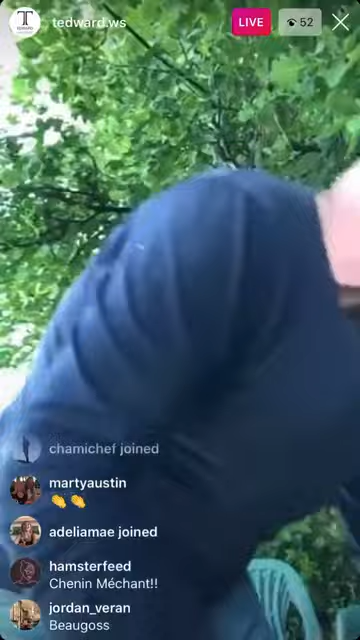 tedward.ws
LIVE
52
chamichef joined
martyaustin
👏 👏
adeliamae joined
hamsterfeed
Chenin Méchant!!
jordan_veran
Beaugoss